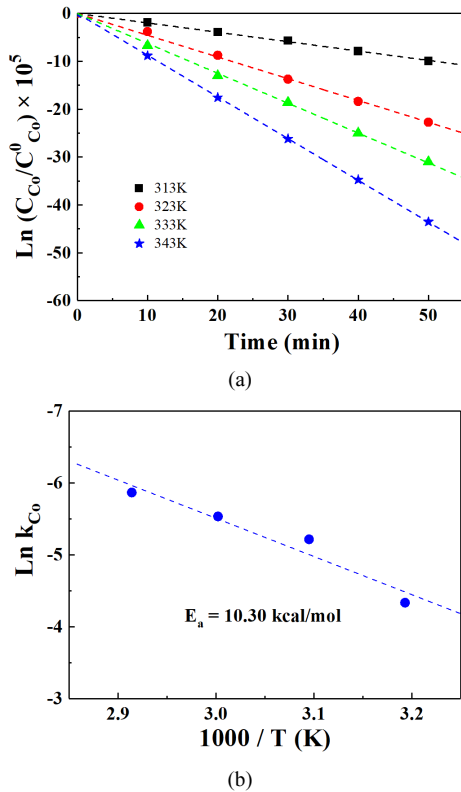 0
-10
-20
-30
-40
-50
-60
Ln (C_Co/C^0_Co) × 10^5
313K
323K
333K
343K
0 10 20 30 40 50
Time (min)
(a)
-7
-6
-5
-4
-3
Ln k_Co
E_a = 10.30 kcal/mol
2.9 3.0 3.1 3.2
1000 / T (K)
(b)